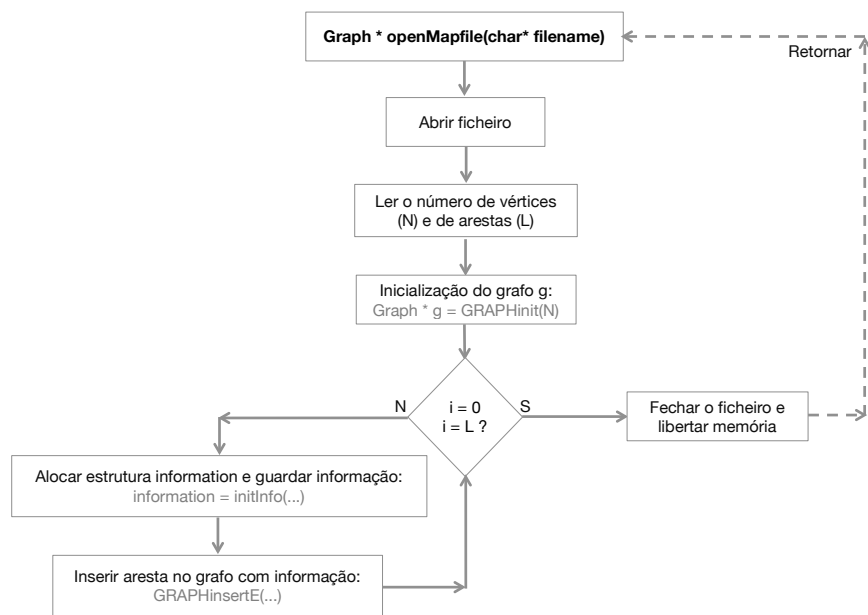 Graph * openMapfile(char* filename)
Retornar
Abrir ficheiro
Ler o número de vértices
(N) e de arestas (L)
Inicialização do grafo g:
Graph * g = GRAPHinit(N)
N
i = 0
i = L ?
S
Fechar o ficheiro e
libertar memória
Alocar estrutura information e guardar informação:
information = initInfo(...)
Inserir aresta no grafo com informação:
GRAPHinsertE(...)